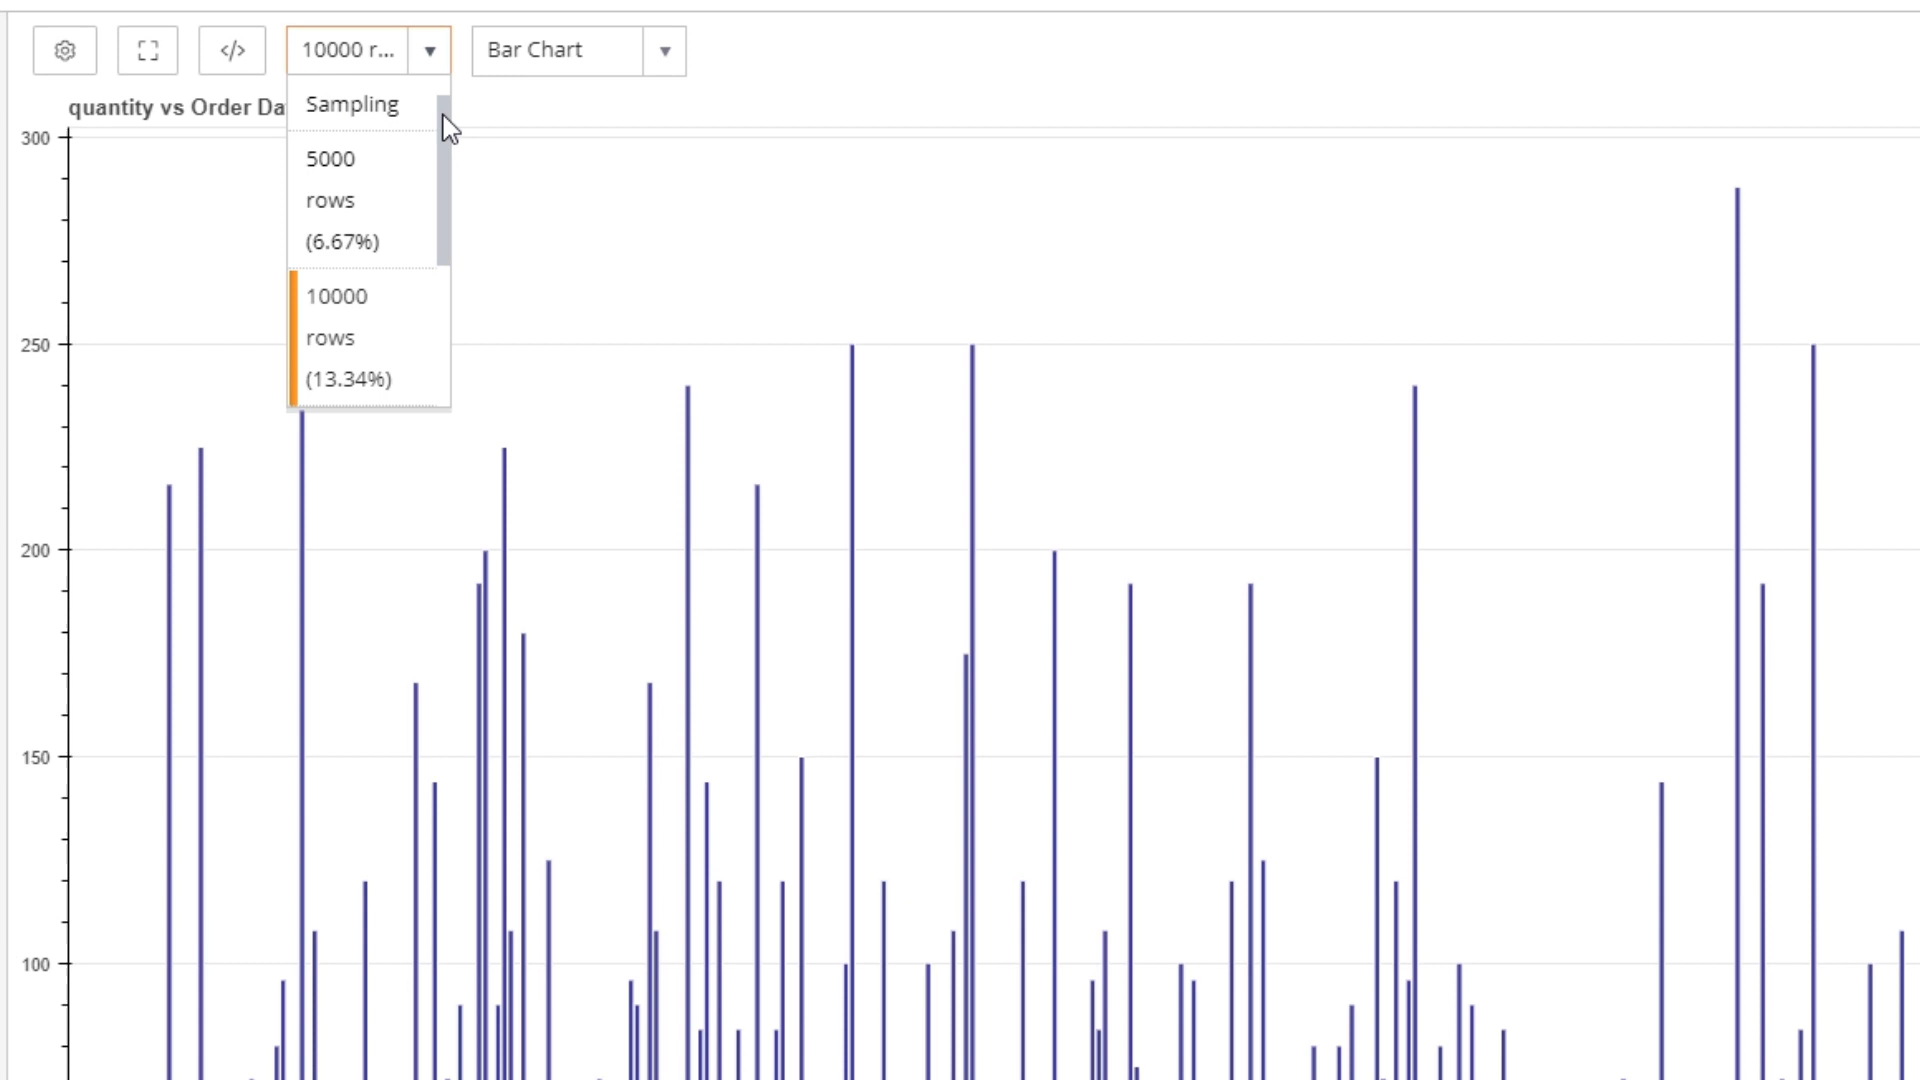 </>
10000 r...
Bar Chart
quantity vs Order Da
Sampling
5000
rows
(6.67%)
10000
rows
(13.34%)
300
250
200
150
100